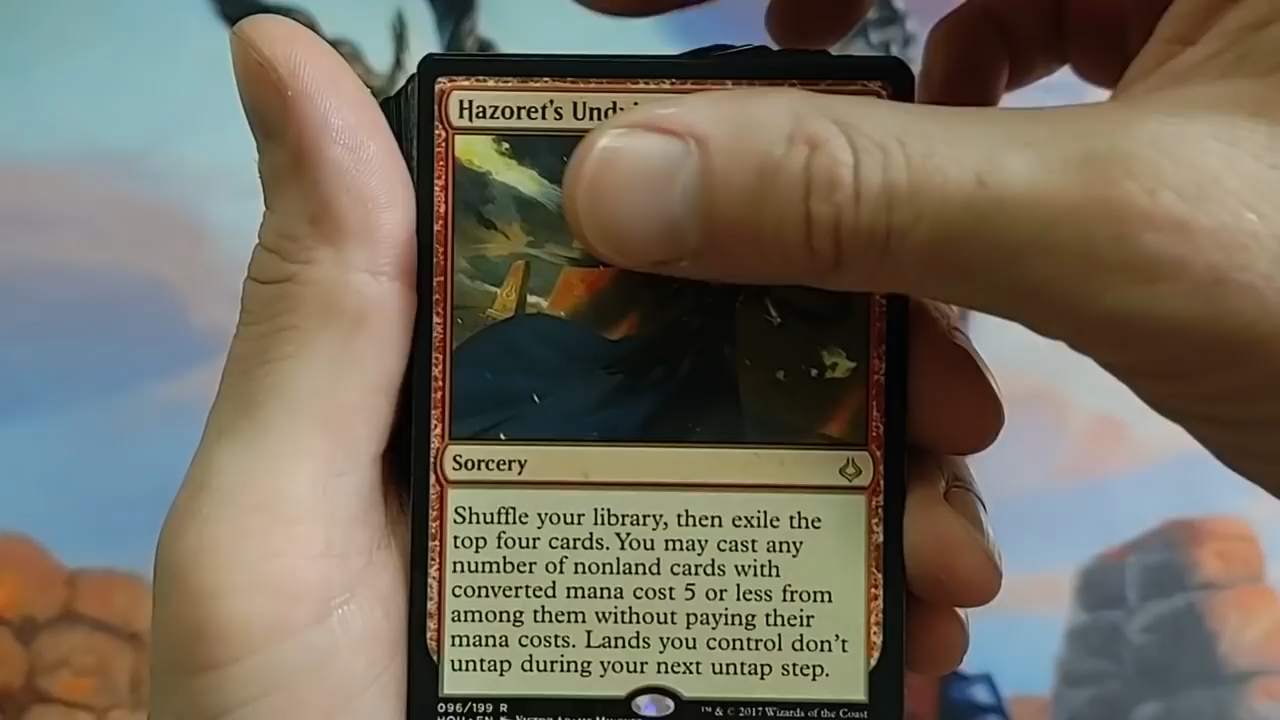 Hazoret's
Sorcery
Shuffle your library, then exile the
top four cards. You may cast any
number of nonland cards with
converted mana cost 5 or less from
among them without paying their
mana costs. Lands you control don't
untap during your next untap step.
096/199 R
™ & © 2017 Wizards of the Coast
HOU • EN